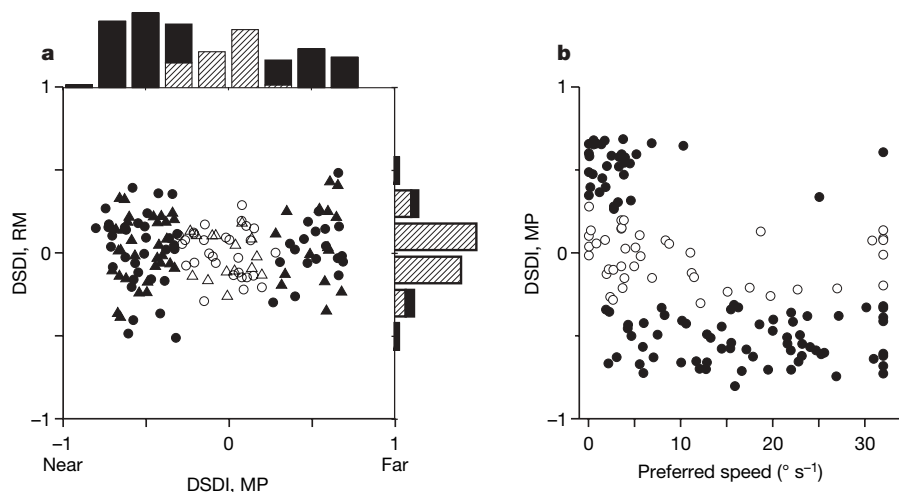 a
1
DSDI, RM
0
−1
−1
0
1
Near
Far
DSDI, MP
b
1
DSDI, MP
0
−1
0
10
20
30
Preferred speed (° s⁻¹)